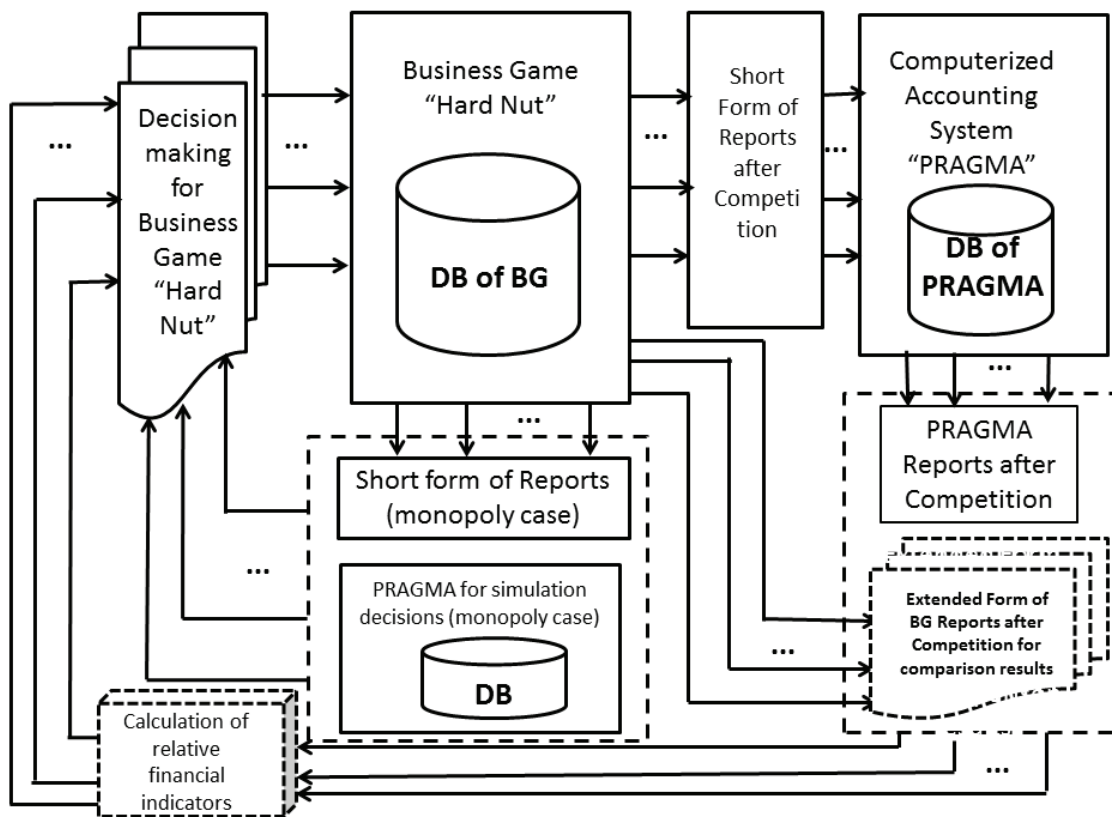 Decision
making
for
Business
Game
“Hard
Nut”
...
...
Business Game
“Hard Nut”
DB of BG
...
Short
Form of
Reports
after
Competi
tion
...
Computerized
Accounting
System
“PRAGMA”
DB of
PRAGMA
...
...
Short form of Reports
(monopoly case)
PRAGMA for simulation
decisions (monopoly case)
DB
...
PRAGMA
Reports after
Competition
Extended Form of
BG Reports after
Competition for
comparison results
...
Calculation of
relative
financial
indicators
...